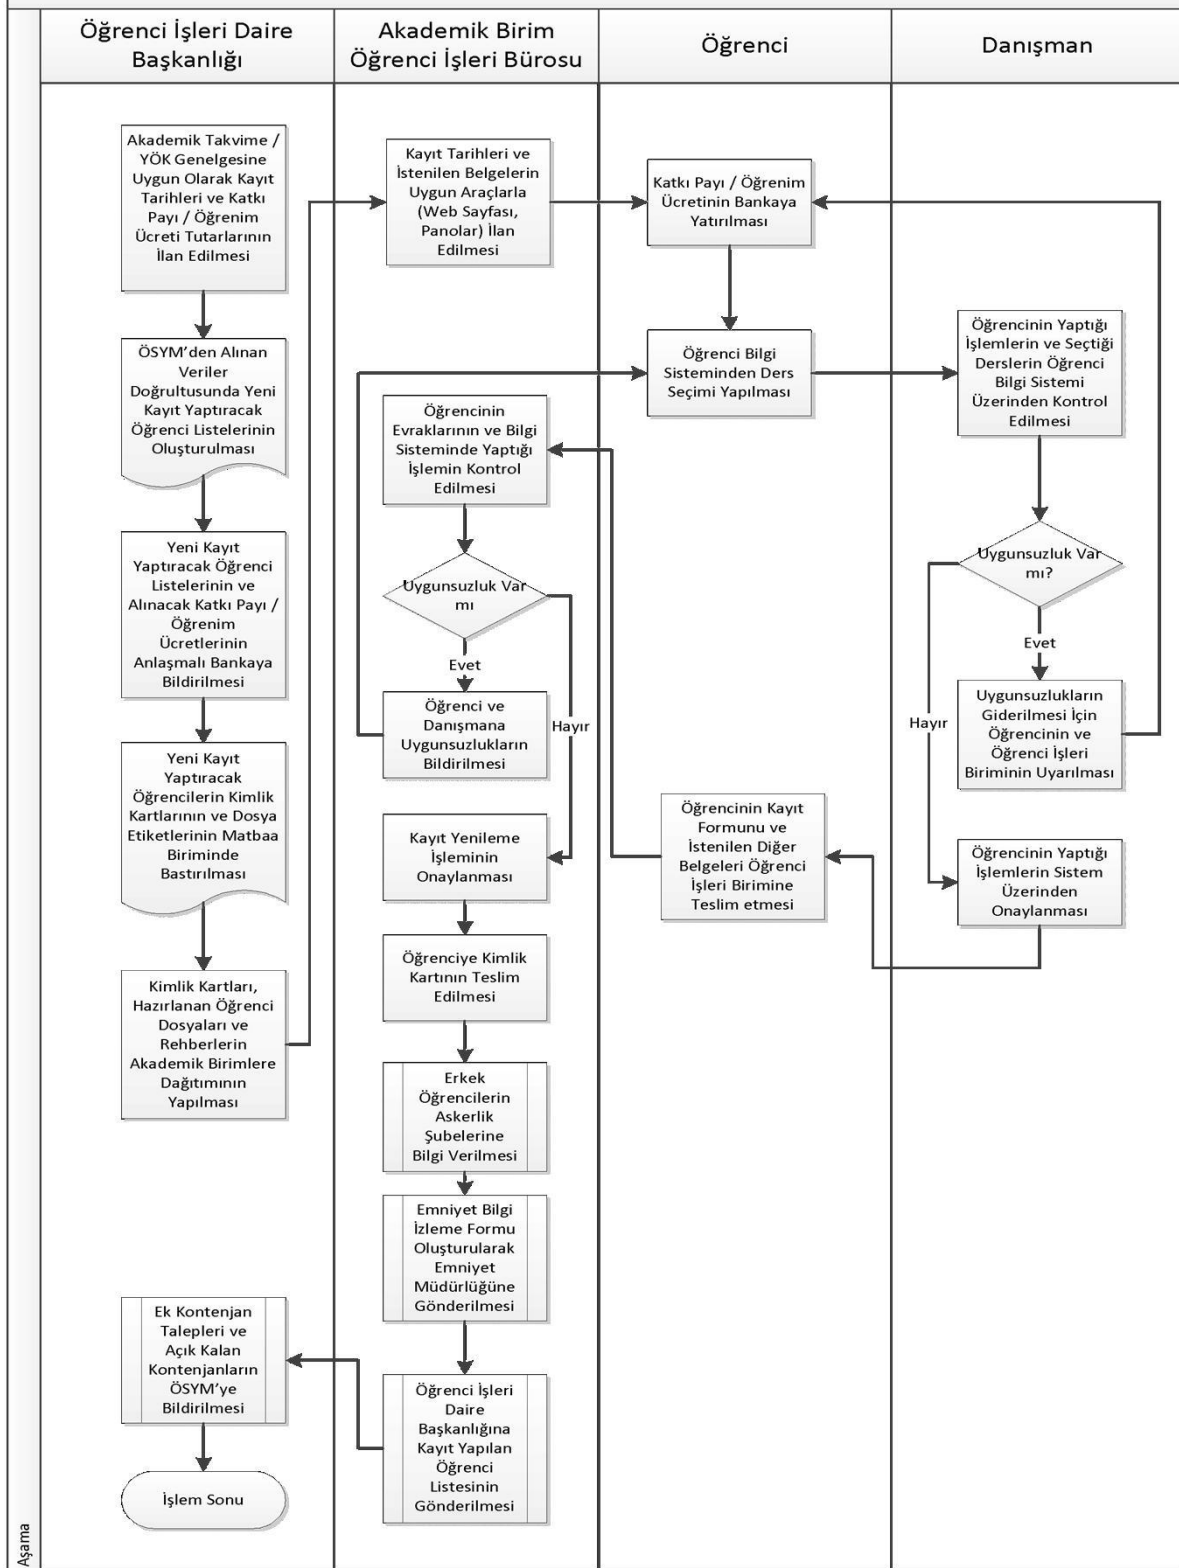 Öğrenci İşleri Daire
Başkanlığı
Akademik Birim
Öğrenci İşleri Bürosu
Öğrenci
Danışman
Akademik Takvime /
YÖK Genelgesine
Uygun Olarak Kayıt
Tarihleri ve Katkı
Payı / Öğrenim
Ücreti Tutarlarının
İlan Edilmesi
ÖSYM'den Alınan
Veriler
Doğrultusunda Yeni
Kayıt Yaptıracak
Öğrenci Listelerinin
Oluşturulması
Yeni Kayıt
Yaptıracak Öğrenci
Listelerinin ve
Alınacak Katkı Payı /
Öğrenim
Ücretlerinin
Anlaşmalı Bankaya
Bildirilmesi
Yeni Kayıt
Yaptıracak
Öğrencilerin Kimlik
Kartlarının ve Dosya
Etiketlerinin Matbaa
Biriminde
Bastırılması
Kimlik Kartları,
Hazırlanan Öğrenci
Dosyaları ve
Rehberlerin
Akademik Birimlere
Dağıtımının
Yapılması
Ek Kontenjan
Talepleri ve
Açık Kalan
Kontenjanların
ÖSYM'ye
Bildirilmesi
İşlem Sonu
Kayıt Tarihleri ve
İstenilen Belgelerin
Uygun Araçlarla
(Web Sayfası,
Panolar) İlan
Edilmesi
Öğrencinin
Evraklarının ve Bilgi
Sisteminde Yaptığı
İşlemin Kontrol
Edilmesi
Uygunsuzluk Var
mı
Evet
Hayır
Öğrenci ve
Danışmana
Uygunsuzlukların
Bildirilmesi
Kayıt Yenileme
İşleminin
Onaylanması
Öğrenciye Kimlik
Kartının Teslim
Edilmesi
Erkek
Öğrencilerin
Askerlik
Şubelerine
Bilgi Verilmesi
Emniyet Bilgi
İzleme Formu
Oluşturularak
Emniyet
Müdürlüğüne
Gönderilmesi
Öğrenci İşleri
Daire
Başkanlığına
Kayıt Yapılan
Öğrenci
Listesinin
Gönderilmesi
Katkı Payı / Öğrenim
Ücretinin Bankaya
Yatırılması
Öğrenci Bilgi
Sisteminden Ders
Seçimi Yapılması
Öğrencinin Kayıt
Formunu ve
İstenilen Diğer
Belgeleri Öğrenci
İşleri Birimine
Teslim etmesi
Öğrencinin Yaptığı
İşlemlerin ve Seçtiği
Derslerin Öğrenci
Bilgi Sistemi
Üzerinden Kontrol
Edilmesi
Uygunsuzluk Var
mı?
Evet
Hayır
Uygunsuzlukların
Giderilmesi İçin
Öğrencinin ve
Öğrenci İşleri
Biriminin Uyarılması
Öğrencinin Yaptığı
İşlemlerin Sistem
Üzerinden
Onaylanması
Aşama